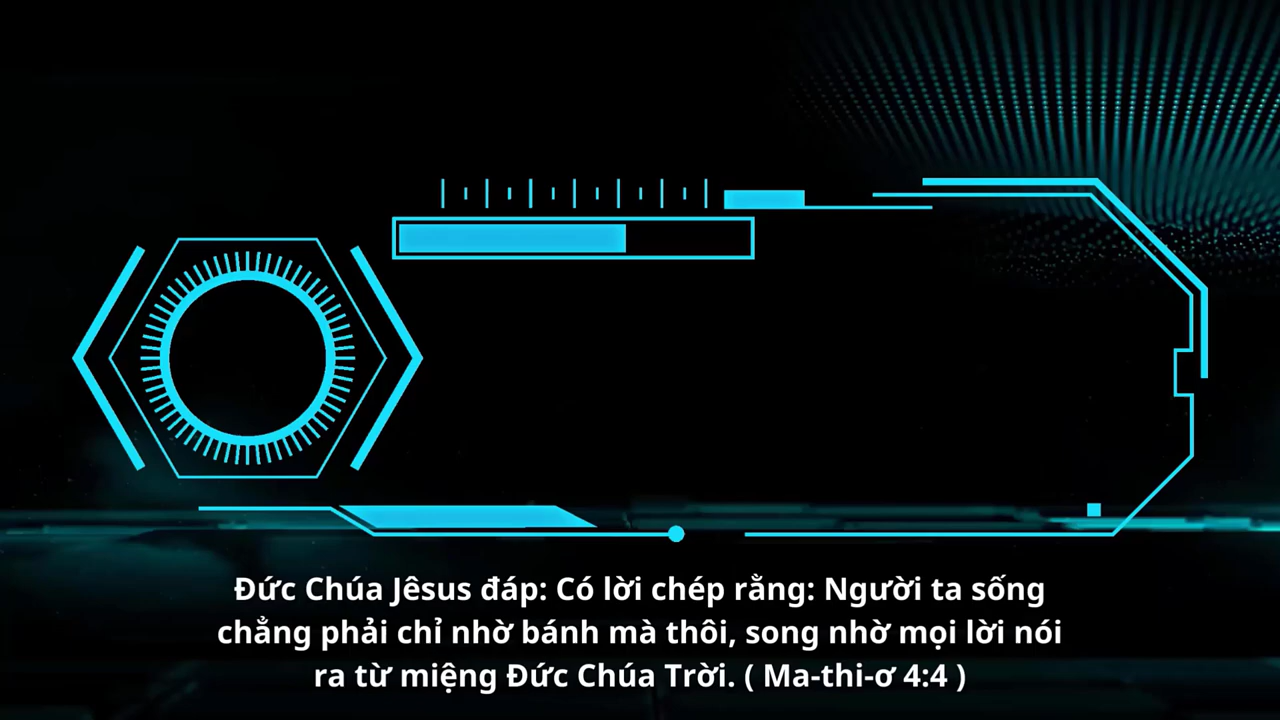 Đức Chúa Jêsus đáp: Có lời chép rằng: Người ta sống
chẳng phải chỉ nhờ bánh mà thôi, song nhờ mọi lời nói
ra từ miệng Đức Chúa Trời. ( Ma-thi-ơ 4:4 )